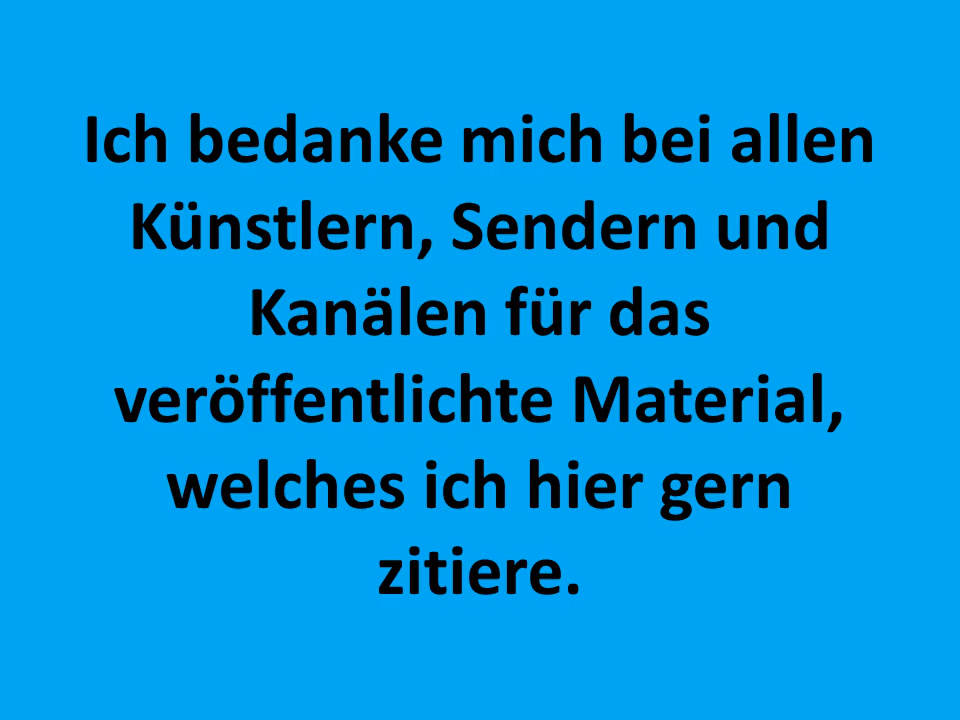 Ich bedanke mich bei allen
Künstlern, Sendern und
Kanälen für das
veröffentlichte Material,
welches ich hier gern
zitiere.